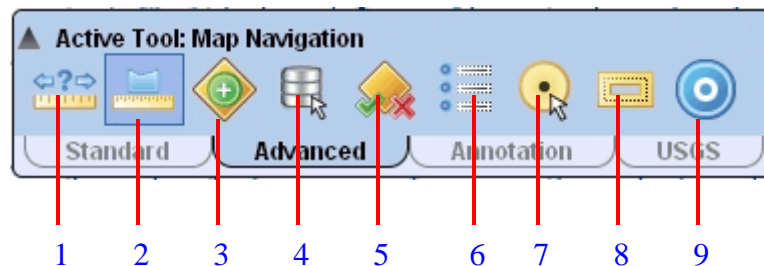 Active Tool: Map Navigation
?
Standard Advanced Annotation USGS
1 2 3 4 5 6 7 8 9